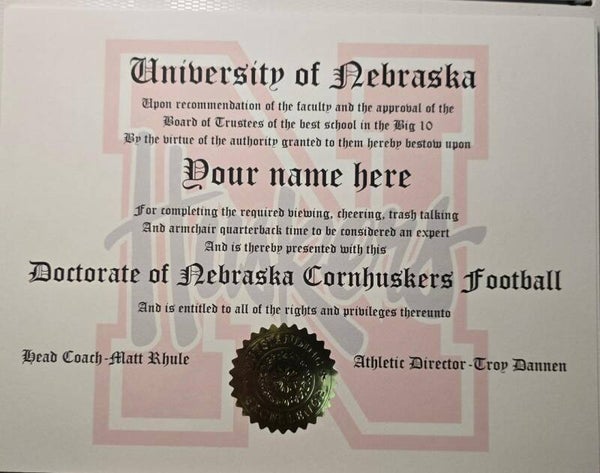 University of Nebraska
Upon recommendation of the faculty and the approval of the
Board of Trustees of the best school in the Big 10
By the virtue of the authority granted to them hereby bestow upon
Your name here
For completing the required viewing, cheering, trash talking
And armchair quarterback time to be considered an expert
And is thereby presented with this
Doctorate of Nebraska Cornhuskers Football
And is entitled to all of the rights and privileges thereunto
Head Coach-Matt Rhule
Athletic Director-Troy Dannen
N
Huskers